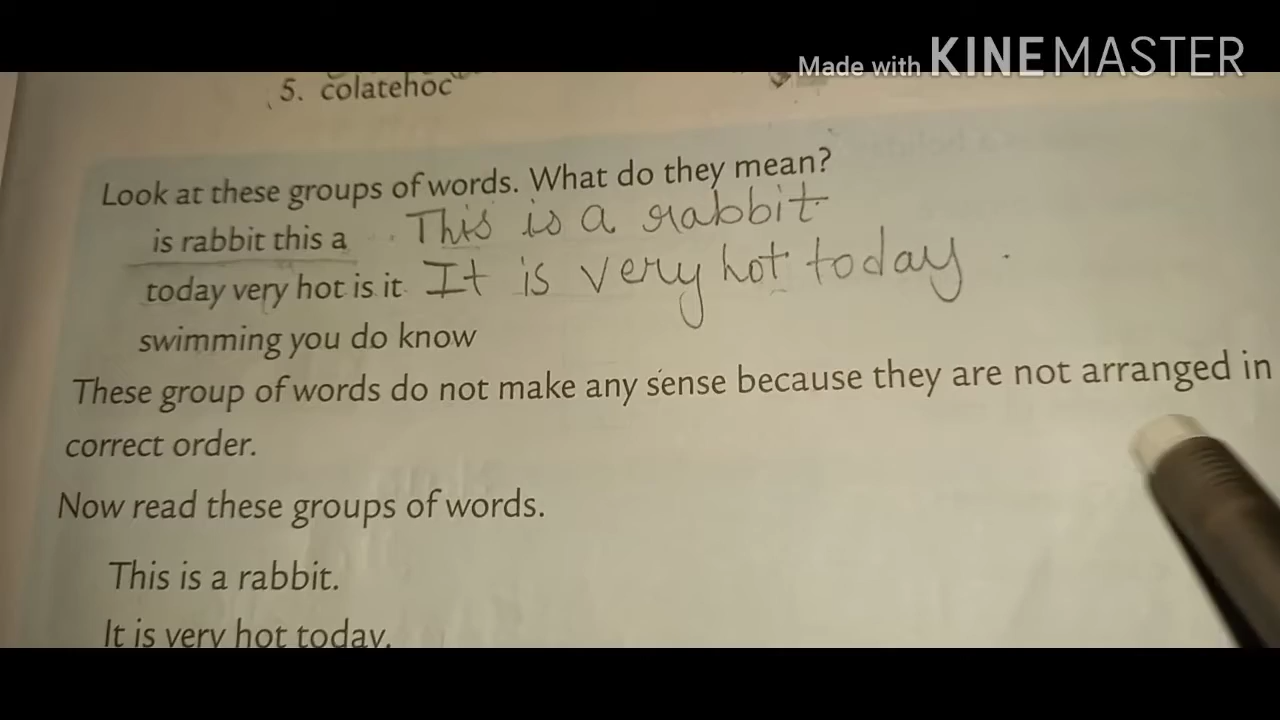 Made with KINEMASTER
5. colatehoc
Look at these groups of words. What do they mean?
is rabbit this a This is a rabbit
today very hot is it It is very hot today.
swimming you do know
These group of words do not make any sense because they are not arranged in
correct order.
Now read these groups of words.
This is a rabbit.
It is very hot today.